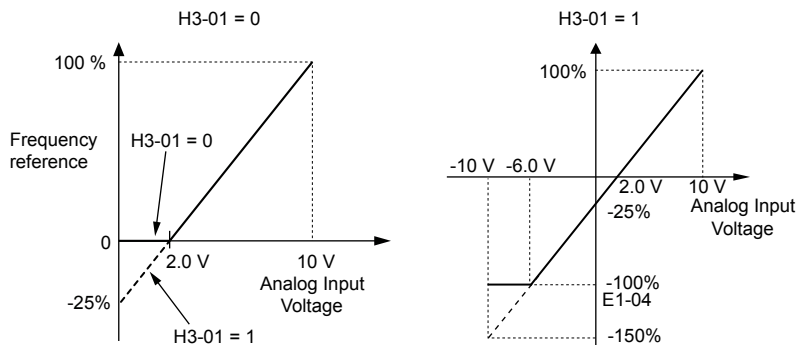 H3-01 = 0
100 %
Frequency
reference
H3-01 = 0
0
2.0 V
10 V
Analog Input
Voltage
-25%
H3-01 = 1
H3-01 = 1
100%
-10 V
-6.0 V
2.0 V
10 V
Analog Input
Voltage
-25%
-100%
E1-04
-150%